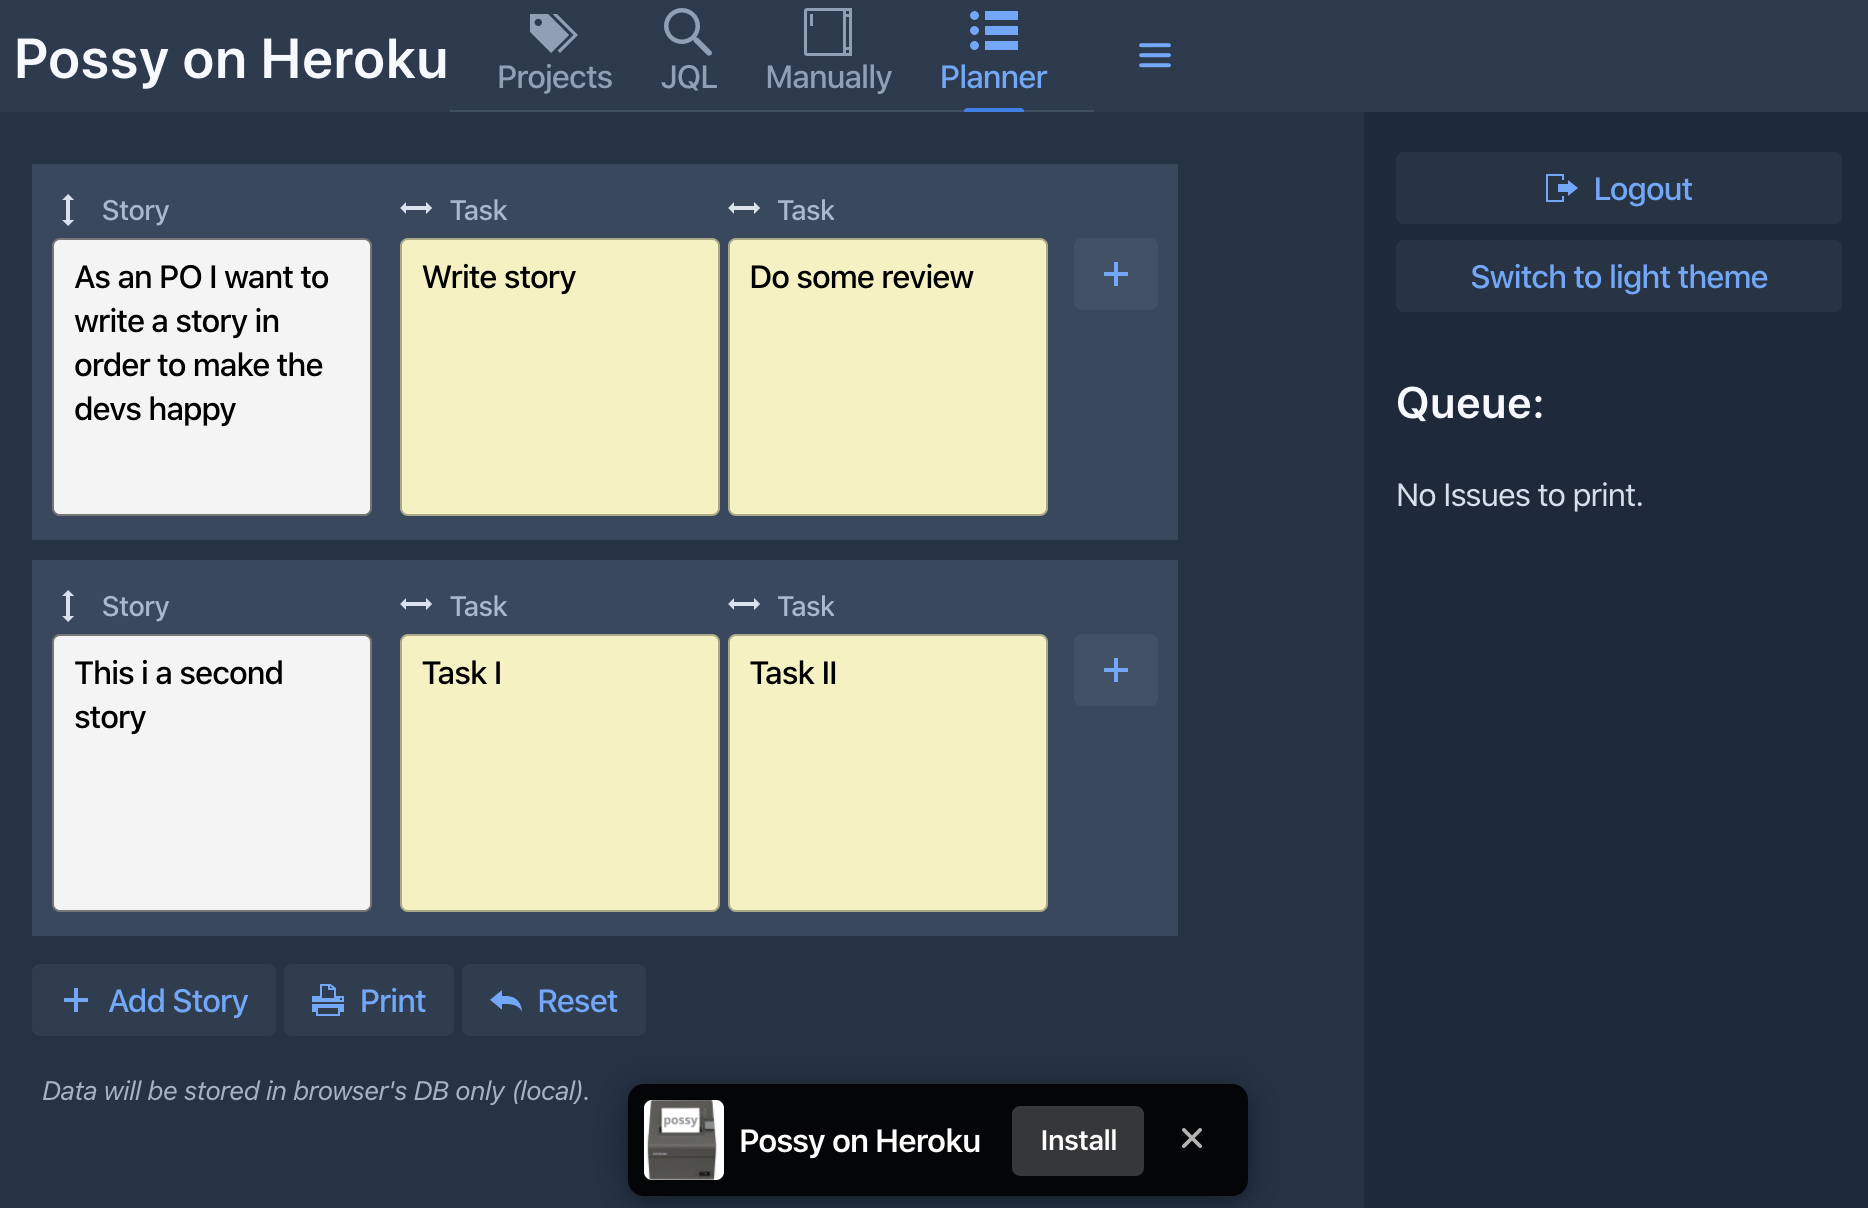 Possy on Heroku
Projects
JQL
Manually
Planner
Logout
Switch to light theme
Queue:
No Issues to print.
Story
Task
Task
As an PO I want to
write a story in
order to make the
devs happy
Write story
Do some review
Story
Task
Task
This i a second
story
Task I
Task II
Add Story
Print
Reset
Data will be stored in browser's DB only (local).
possy
Possy on Heroku
Install